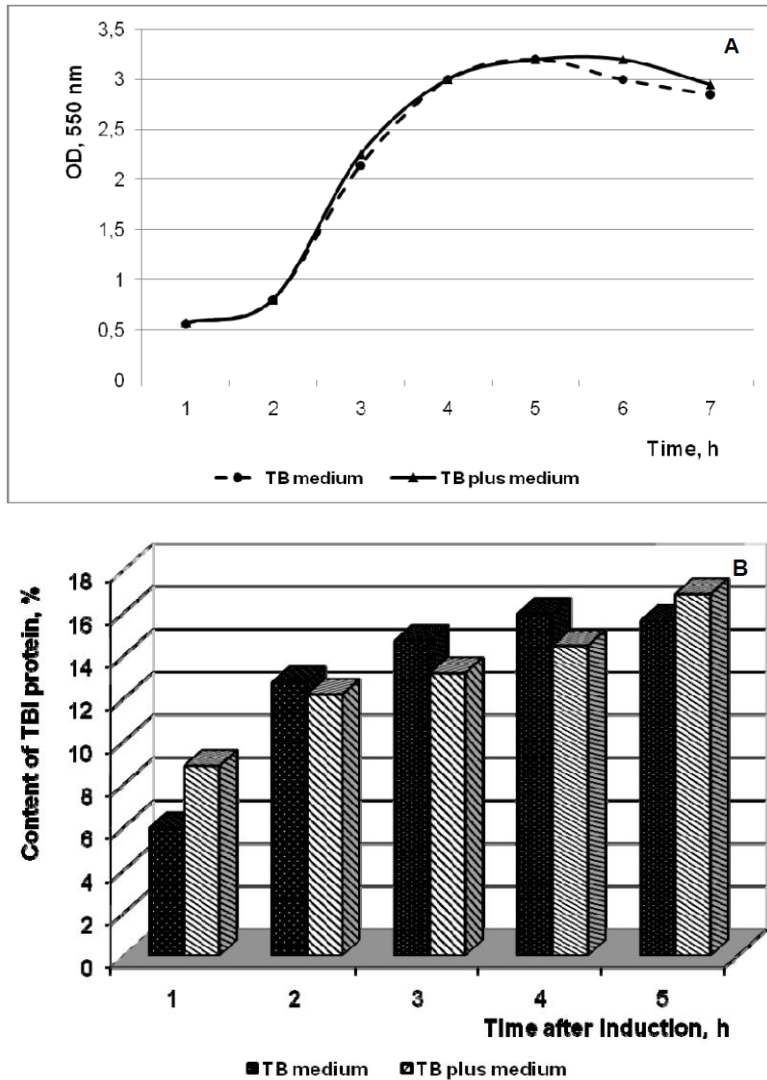 A
OD, 550 nm
3,5
3
2,5
2
1,5
1
0,5
0
1 2 3 4 5 6 7
Time, h
TB medium TB plus medium
B
Content of TBI protein, %
18
16
14
12
10
8
6
4
2
0
1 2 3 4 5
Time after induction, h
TB medium TB plus medium